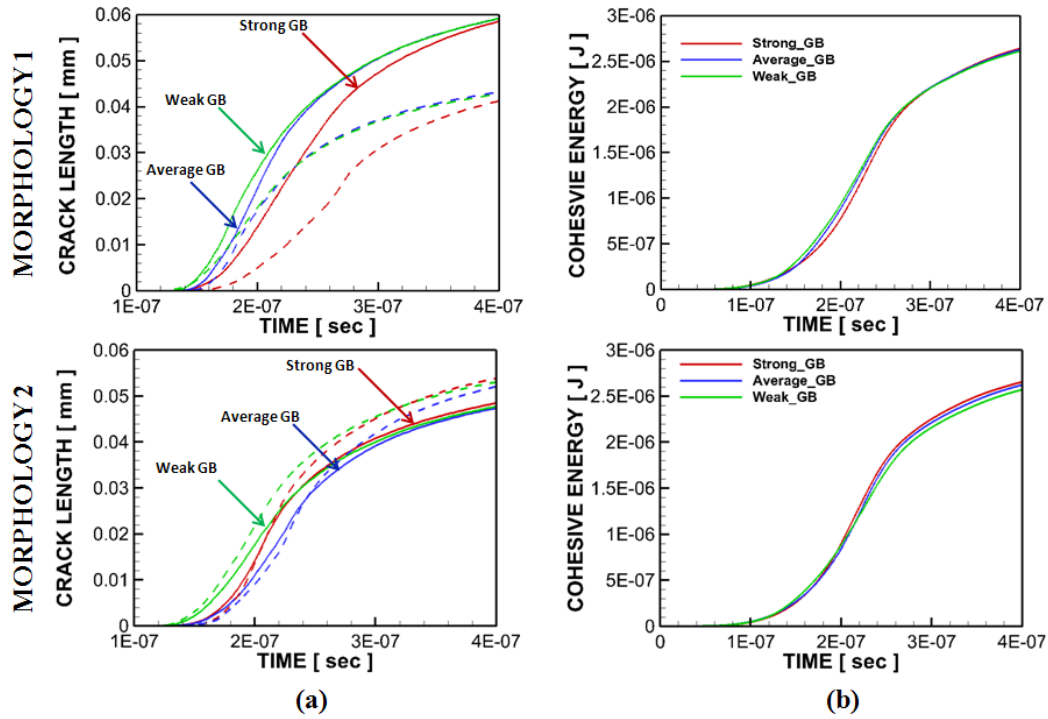 MORPHOLOGY 1
CRACK LENGTH [ mm ]
0.06
0.05
0.04
0.03
0.02
0.01
0
Strong GB
Weak GB
Average GB
1E-07 2E-07 3E-07 4E-07
TIME [ sec ]
COHESVIE ENERGY [ J ]
3E-06
2.5E-06
2E-06
1.5E-06
1E-06
5E-07
0
Strong_GB
Average_GB
Weak_GB
0 1E-07 2E-07 3E-07 4E-07
TIME [ sec ]
MORPHOLOGY 2
CRACK LENGTH [ mm ]
0.06
0.05
0.04
0.03
0.02
0.01
0
Strong GB
Average GB
Weak GB
1E-07 2E-07 3E-07 4E-07
TIME [ sec ]
COHESIVE ENERGY [ J ]
3E-06
2.5E-06
2E-06
1.5E-06
1E-06
5E-07
0
Strong_GB
Average_GB
Weak_GB
0 1E-07 2E-07 3E-07 4E-07
TIME [ sec ]
(a) (b)